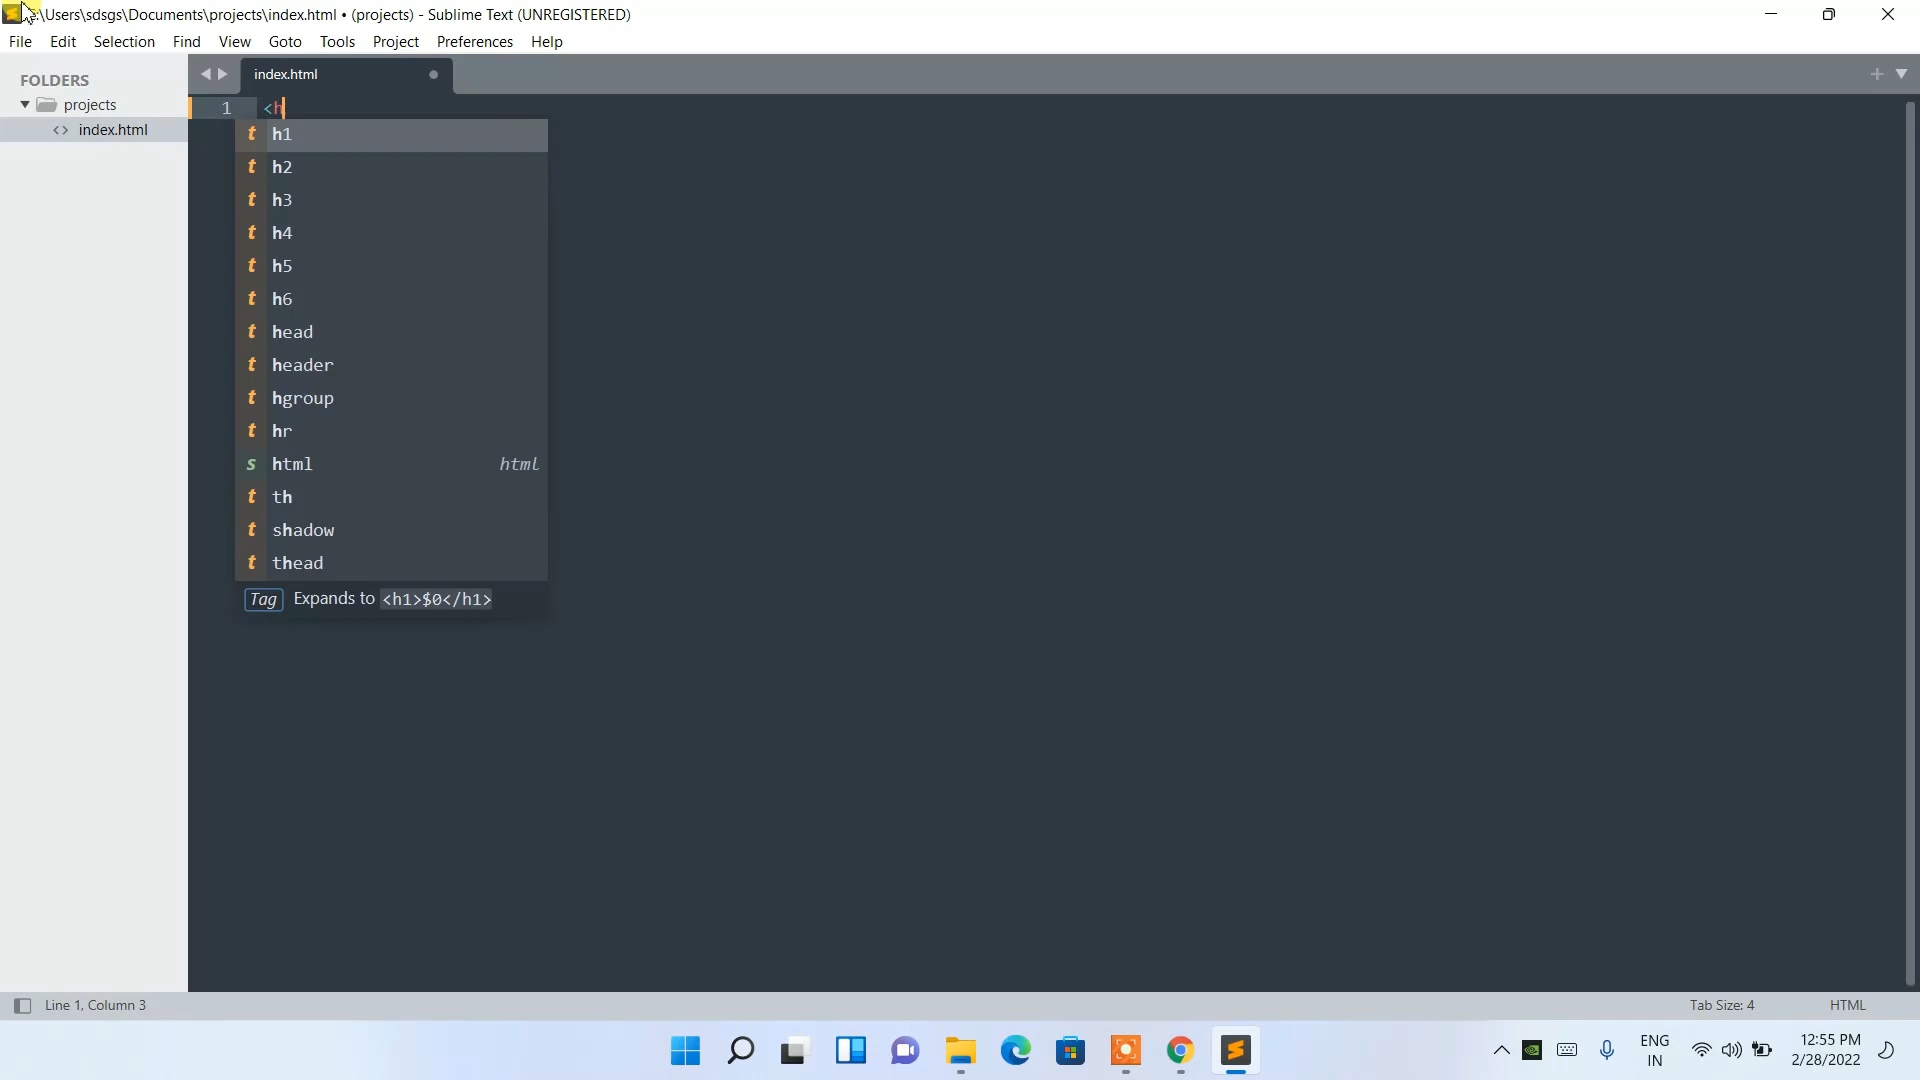 :\Users\sdsgs\Documents\projects\index.html • (projects) - Sublime Text (UNREGISTERED)
File Edit Selection Find View Goto Tools Project Preferences Help
FOLDERS
projects
index.html
index.html
1 <h
t h1
t h2
t h3
t h4
t h5
t h6
t head
t header
t hgroup
t hr
s html html
t th
t shadow
t thead
Tag Expands to <h1>$0</h1>
Line 1, Column 3
Tab Size: 4 HTML
ENG
IN
12:55 PM
2/28/2022